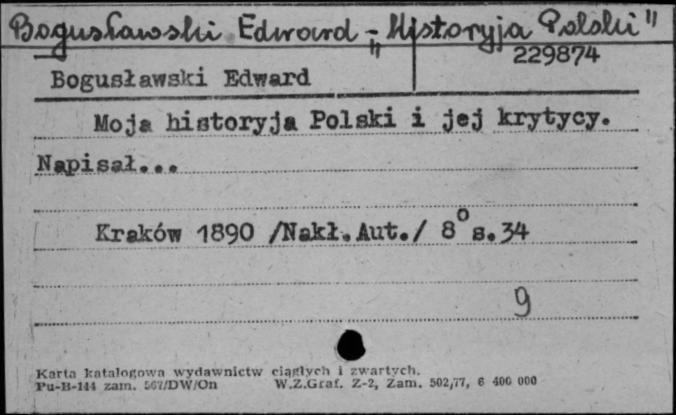 Bogusławski Edward - "Historyja Polski"
229874
Bogusławski Edward
Moja historyja Polski i jej krytycy.
Napisał...
Kraków 1890 /Nakł.Aut./ 8° s.34
9
Karta katalogowa wydawnictw ciągłych i zwartych.
Pu-B-144 zam. 567/DW/On W.Z.Graf. Z-2, Zam. 502,77, 6 400 000